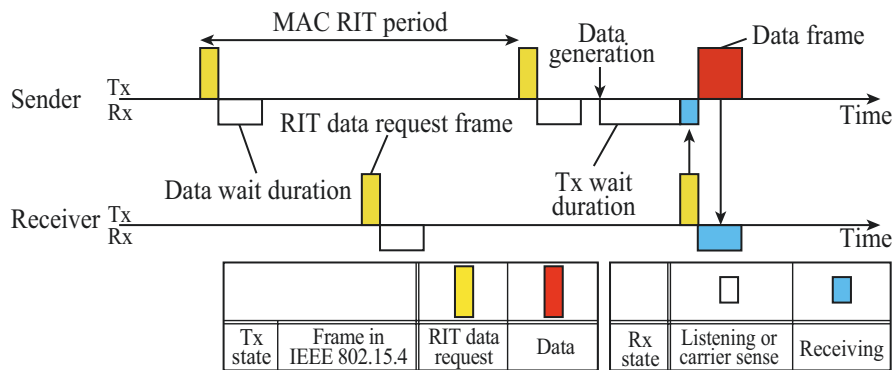 MAC RIT period
Data
generation
Data frame
Sender
Tx
Rx
Time
RIT data request frame
Data wait duration
Tx wait
duration
Receiver
Tx
Rx
Time
Tx
state
Frame in
IEEE 802.15.4
RIT data
request
Data
Rx
state
Listening or
carrier sense
Receiving